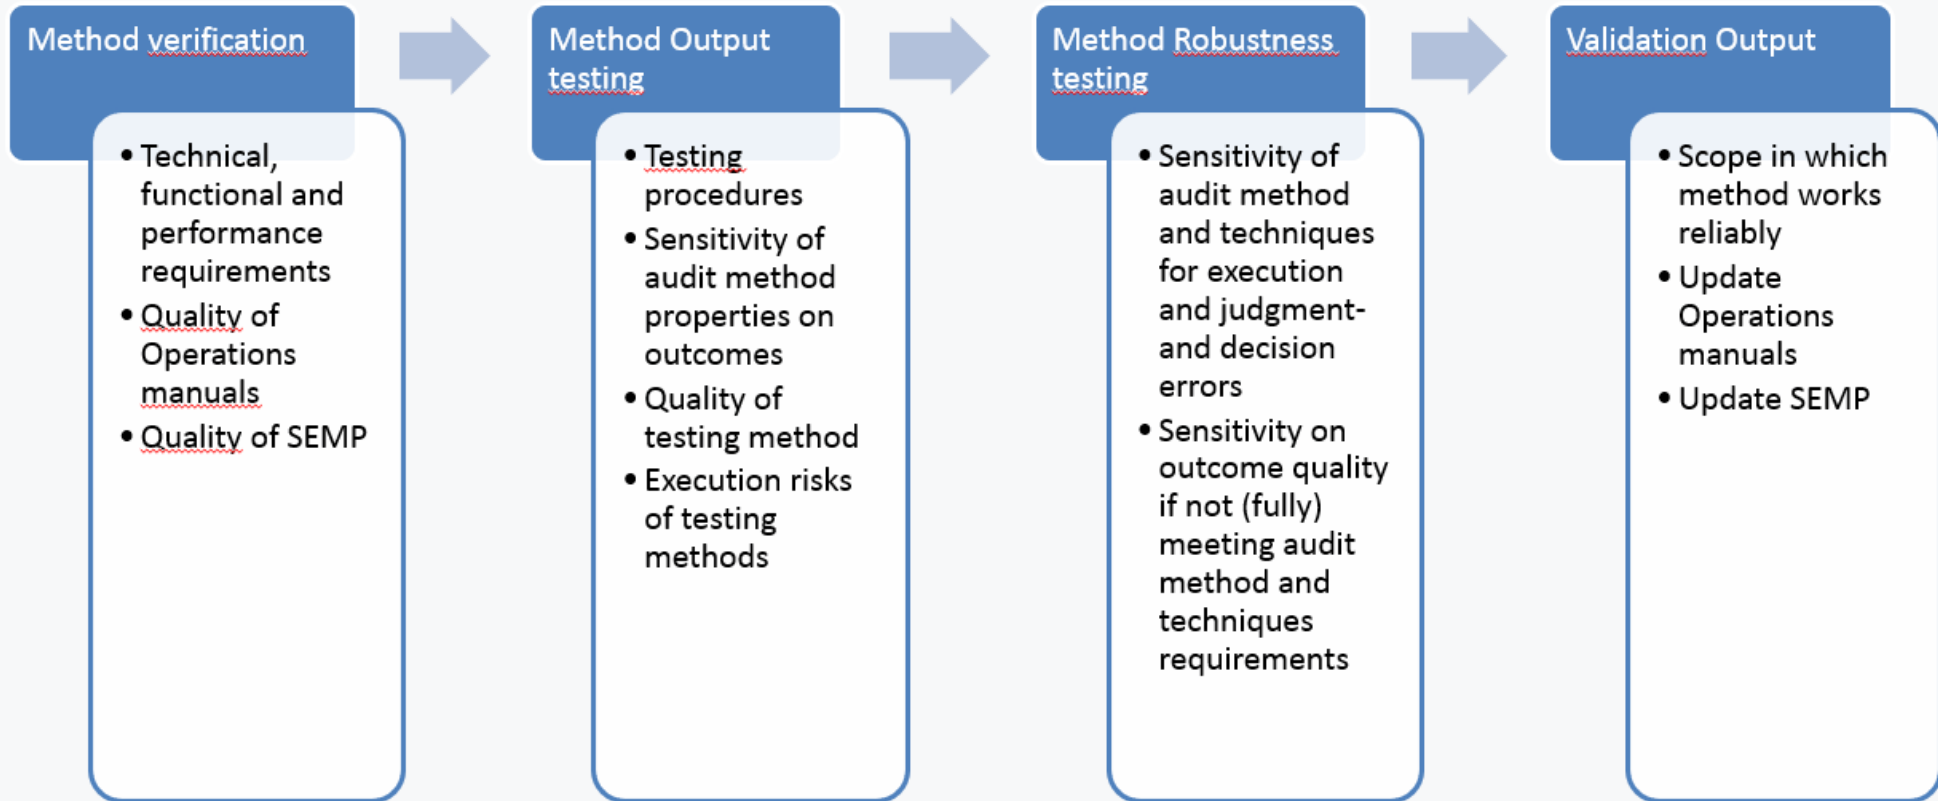 Method verification
• Technical,
functional and
performance
requirements
• Quality of
Operations
manuals
• Quality of SEMP
Method Output
testing
• Testing
procedures
• Sensitivity of
audit method
properties on
outcomes
• Quality of
testing method
• Execution risks
of testing
methods
Method Robustness
testing
• Sensitivity of
audit method
and techniques
for execution
and judgment-
and decision
errors
• Sensitivity on
outcome quality
if not (fully)
meeting audit
method and
techniques
requirements
Validation Output
• Scope in which
method works
reliably
• Update
Operations
manuals
• Update SEMP